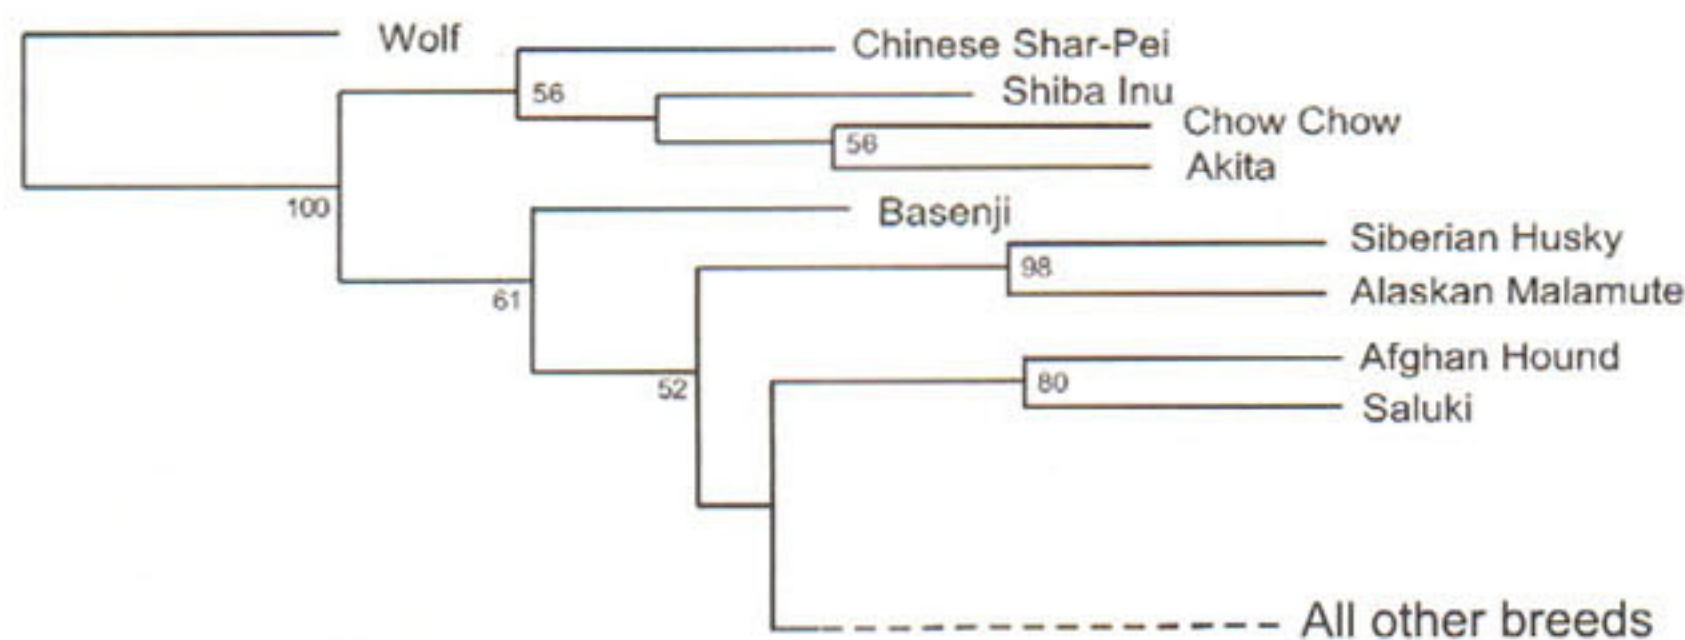 Wolf
Chinese Shar-Pei
56
Shiba Inu
Chow Chow
56
Akita
100
Basenji
Siberian Husky
98
Alaskan Malamute
61
Afghan Hound
52
80
Saluki
All other breeds